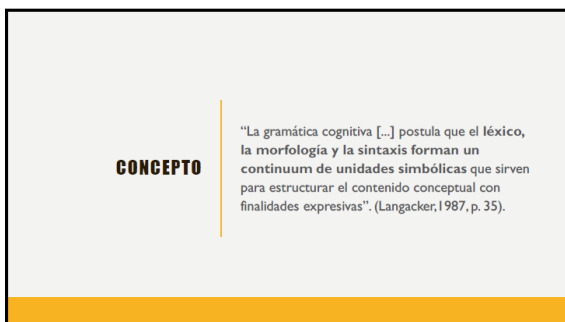 CONCEPTO
“La gramática cognitiva [...] postula que el léxico,
la morfología y la sintaxis forman un
continuum de unidades simbólicas que sirven
para estructurar el contenido conceptual con
finalidades expresivas”. (Langacker,1987, p. 35).